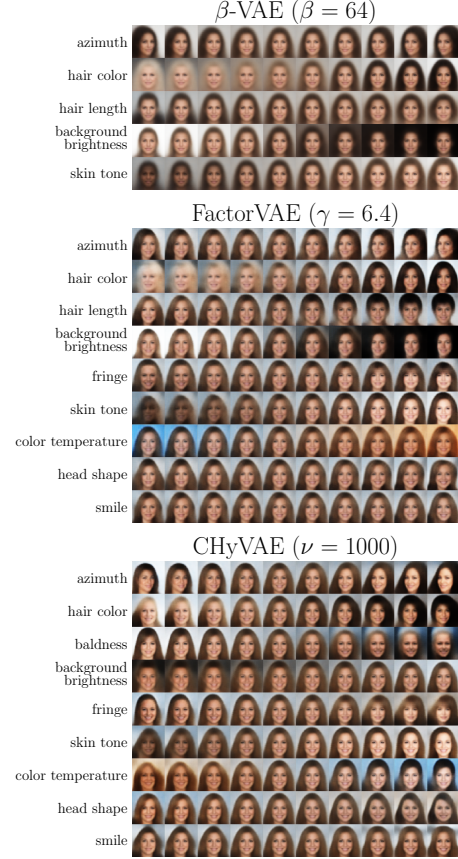 β-VAE (β = 64)
azimuth
hair color
hair length
background
brightness
skin tone
FactorVAE (γ = 6.4)
azimuth
hair color
hair length
background
brightness
fringe
skin tone
color temperature
head shape
smile
CHyVAE (ν = 1000)
azimuth
hair color
baldness
background
brightness
fringe
skin tone
color temperature
head shape
smile